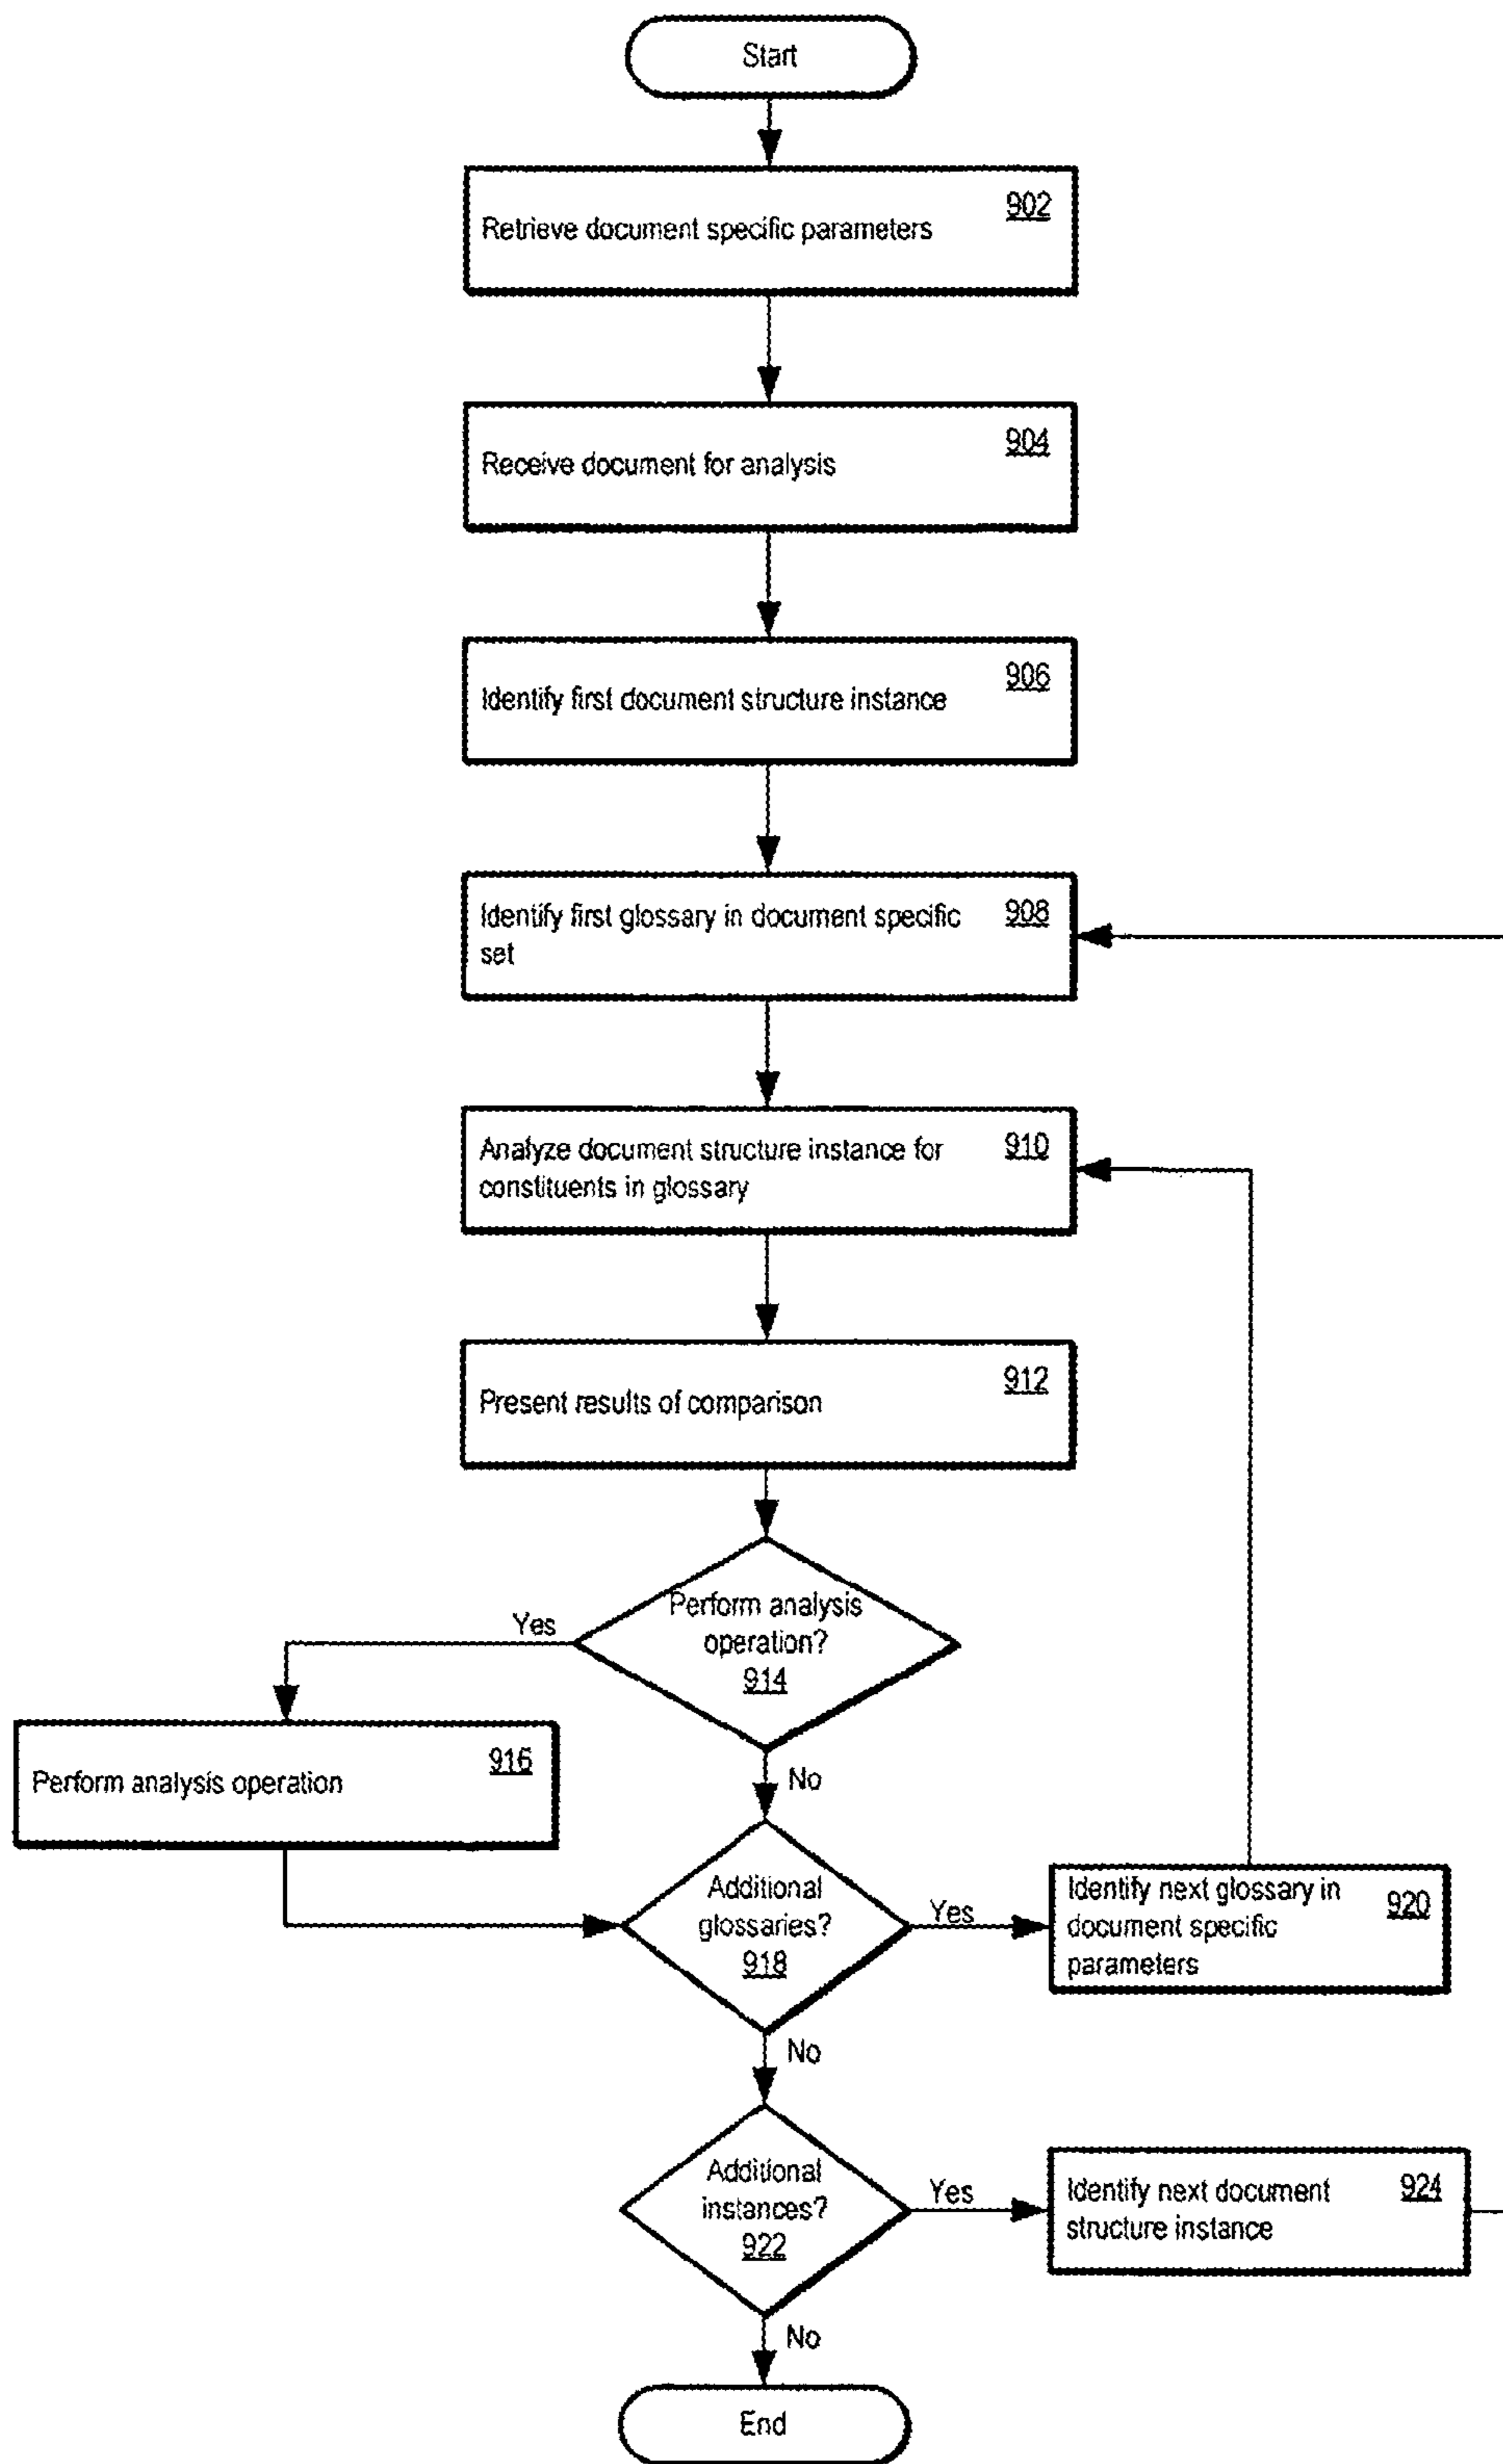 Start
902
Retrieve document specific parameters
904
Receive document for analysis
906
Identify first document structure instance
Identify first glossary in document specific 908
set
Analyze document structure instance for 910
constituents in glossary
912
Present results of comparison
Perform analysis
operation?
914
Yes
No
916
Perform analysis operation
Additional
glossaries?
918
Yes
No
Identify next glossary in 920
document specific
parameters
Additional
instances?
922
Yes
No
Identify next document 924
structure instance
End